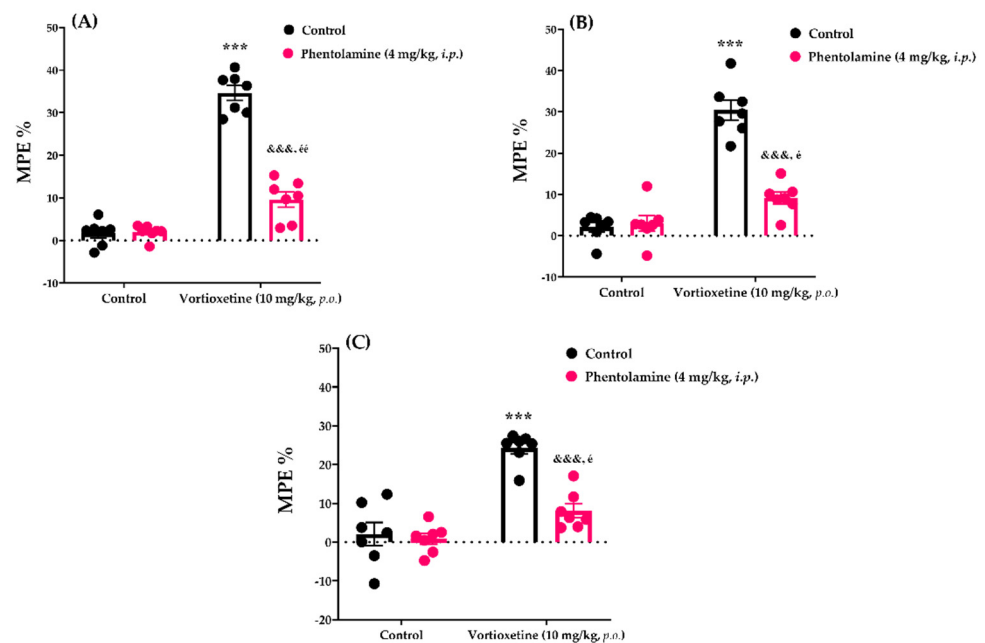 (A)
Control
Phentolamine (4 mg/kg, i.p.)
MPE %
50
40
30
20
10
0
-10
***
&&&, éé
Control
Vortioxetine (10 mg/kg, p.o.)
(B)
Control
Phentolamine (4 mg/kg, i.p.)
MPE %
50
40
30
20
10
0
-10
***
&&&, é
Control
Vortioxetine (10 mg/kg, p.o.)
(C)
Control
Phentolamine (4 mg/kg, i.p.)
MPE %
50
40
30
20
10
0
-10
-20
***
&&&, é
Control
Vortioxetine (10 mg/kg, p.o.)